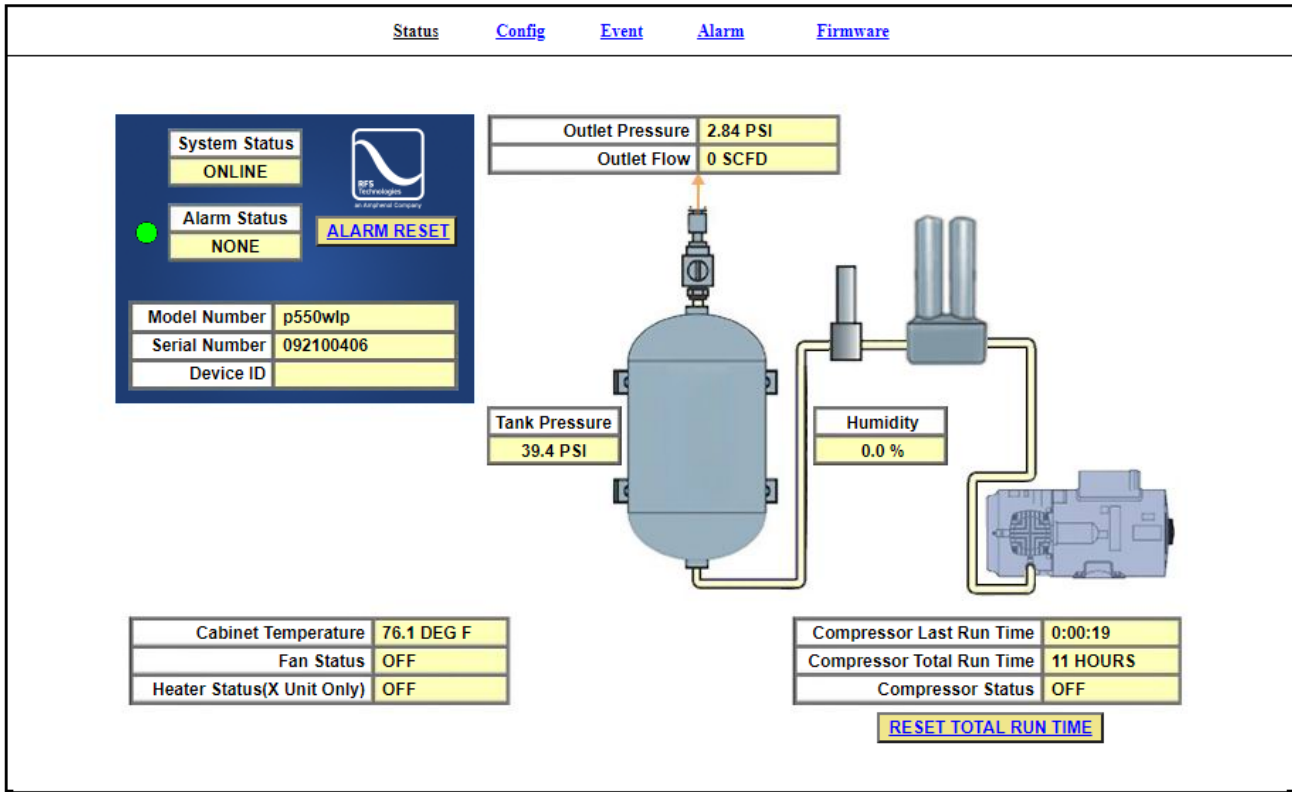 Status Config Event Alarm Firmware
System Status
ONLINE
RFS
Technologies
an Amphenol Company
Alarm Status
NONE
ALARM RESET
Model Number p550wlp
Serial Number 092100406
Device ID
Outlet Pressure 2.84 PSI
Outlet Flow 0 SCFD
Tank Pressure
39.4 PSI
Humidity
0.0 %
Cabinet Temperature 76.1 DEG F
Fan Status OFF
Heater Status(X Unit Only) OFF
Compressor Last Run Time 0:00:19
Compressor Total Run Time 11 HOURS
Compressor Status OFF
RESET TOTAL RUN TIME